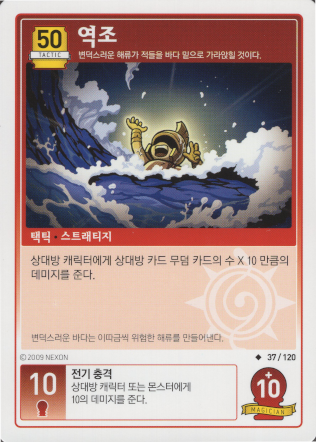 50
TACTIC
역조
변덕스러운 해류가 적들을 바다 밑으로 가라앉힐 것이다.
택틱 · 스트래티지
상대방 캐릭터에게 상대방 카드 무덤 카드의 수 X 10 만큼의
데미지를 준다.
변덕스러운 바다는 이따금씩 위험한 해류를 만들어낸다.
© 2009 NEXON
◆ 37 / 120
10
전기 충격
상대방 캐릭터 또는 몬스터에게
10의 데미지를 준다.
+
10
MAGICIAN